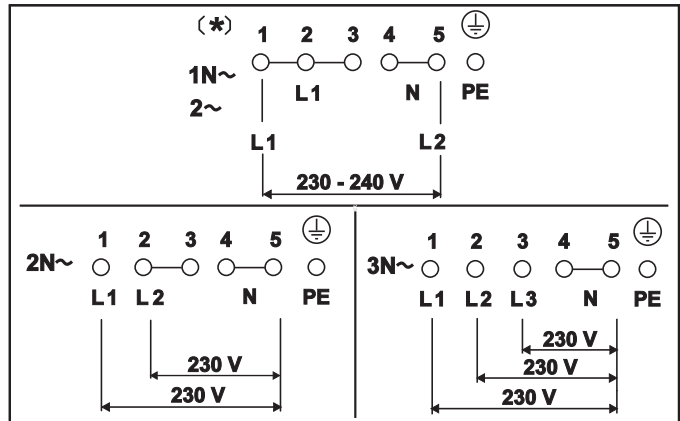 (*) 1 2 3 4 5
1N~ L1 N PE
2~
L1 L2
230 - 240 V
1 2 3 4 5
2N~
L1 L2 N PE
230 V
230 V
1 2 3 4 5
3N~
L1 L2 L3 N PE
230 V
230 V
230 V